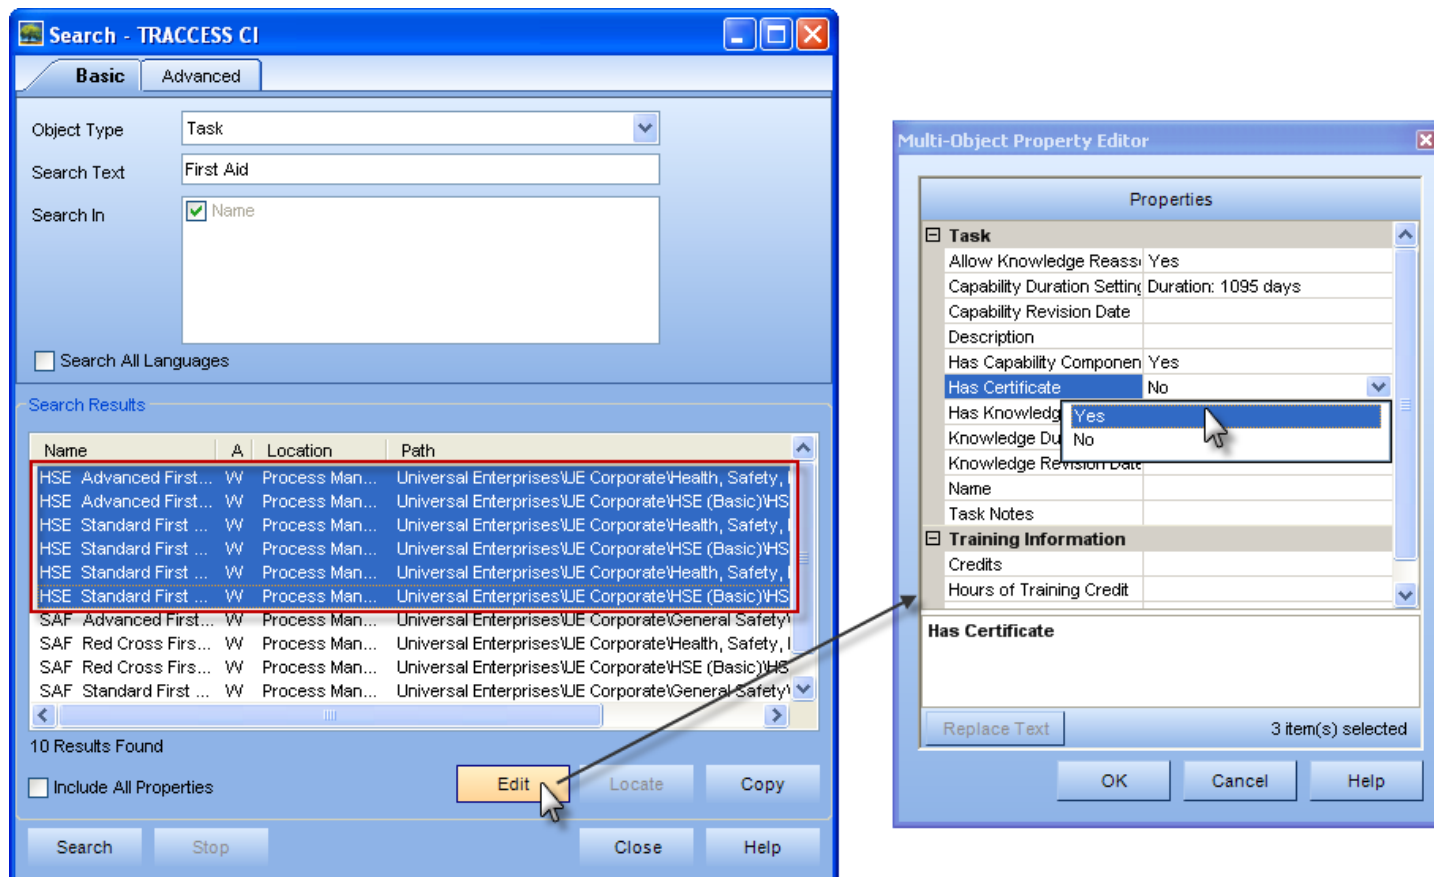 Search - TRACCESS CI
Basic Advanced
Object Type Task
Search Text First Aid
Search In Name
Search All Languages
Search Results
Name A Location Path
HSE Advanced First... W Process Man... Universal Enterprises\UE Corporate\Health, Safety,
HSE Advanced First... W Process Man... Universal Enterprises\UE Corporate\HSE (Basic)\HS
HSE Standard First ... W Process Man... Universal Enterprises\UE Corporate\Health, Safety,
HSE Standard First ... W Process Man... Universal Enterprises\UE Corporate\HSE (Basic)\HS
HSE Standard First ... W Process Man... Universal Enterprises\UE Corporate\Health, Safety,
HSE Standard First ... W Process Man... Universal Enterprises\UE Corporate\HSE (Basic)\HS
SAF Advanced First... W Process Man... Universal Enterprises\UE Corporate\General Safety\
SAF Red Cross Firs... W Process Man... Universal Enterprises\UE Corporate\Health, Safety,
SAF Red Cross Firs... W Process Man... Universal Enterprises\UE Corporate\HSE (Basic)\HS
SAF Standard First ... W Process Man... Universal Enterprises\UE Corporate\General Safety\
10 Results Found
Include All Properties Edit Locate Copy
Search Stop Close Help
Multi-Object Property Editor
Properties
Task
Allow Knowledge Reass Yes
Capability Duration Setting Duration: 1095 days
Capability Revision Date
Description
Has Capability Componen Yes
Has Certificate No
Has Knowledg Yes
Knowledge Du No
Knowledge Revision Date
Name
Task Notes
Training Information
Credits
Hours of Training Credit
Has Certificate
Replace Text 3 item(s) selected
OK Cancel Help